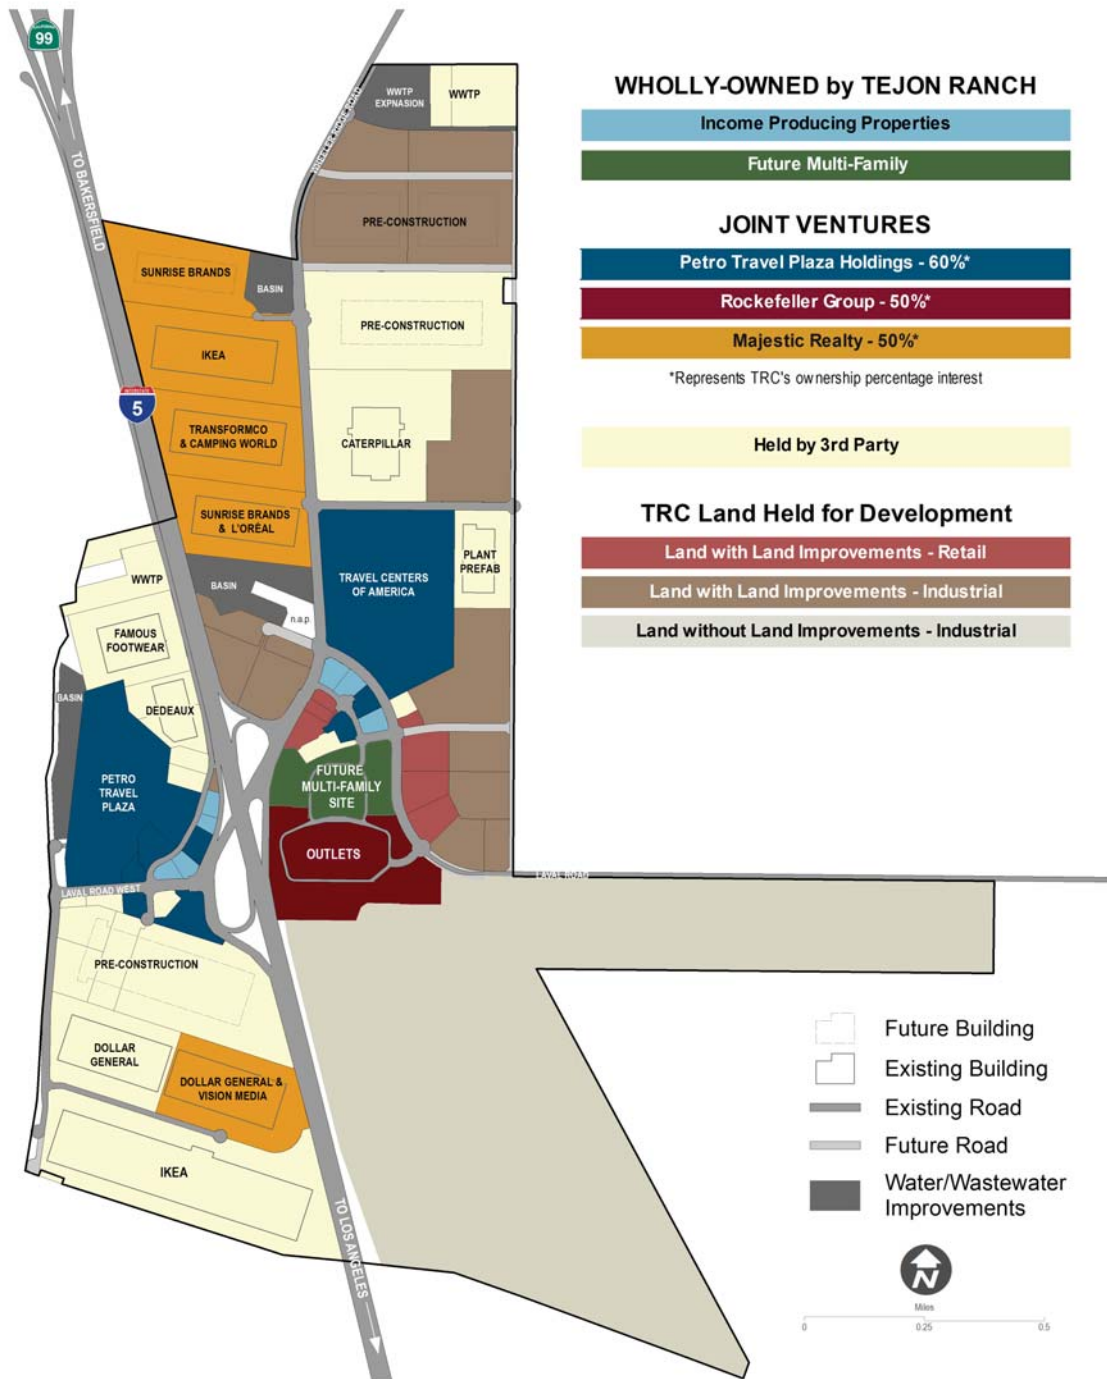 99
TO BAKERSFIELD
WWTP
EXPNASION
WWTP
WHEELER RIDGE ROAD
PRE-CONSTRUCTION
SUNRISE BRANDS
BASIN
IKEA
PRE-CONSTRUCTION
5
TRANSFORMCO
& CAMPING WORLD
CATERPILLAR
SUNRISE BRANDS
& L'ORÉAL
PLANT
PREFAB
WWTP
BASIN
TRAVEL CENTERS
OF AMERICA
n.a.p.
FAMOUS
FOOTWEAR
BASIN
DEDEAUX
PETRO
TRAVEL
PLAZA
FUTURE
MULTI-FAMILY
SITE
OUTLETS
LAVAL ROAD
LAVAL ROAD WEST
PRE-CONSTRUCTION
DOLLAR
GENERAL
DOLLAR GENERAL &
VISION MEDIA
IKEA
TO LOS ANGELES
WHOLLY-OWNED by TEJON RANCH
Income Producing Properties
Future Multi-Family
JOINT VENTURES
Petro Travel Plaza Holdings - 60%*
Rockefeller Group - 50%*
Majestic Realty - 50%*
*Represents TRC's ownership percentage interest
Held by 3rd Party
TRC Land Held for Development
Land with Land Improvements - Retail
Land with Land Improvements - Industrial
Land without Land Improvements - Industrial
Future Building
Existing Building
Existing Road
Future Road
Water/Wastewater
Improvements
N
Miles
0 0.25 0.5